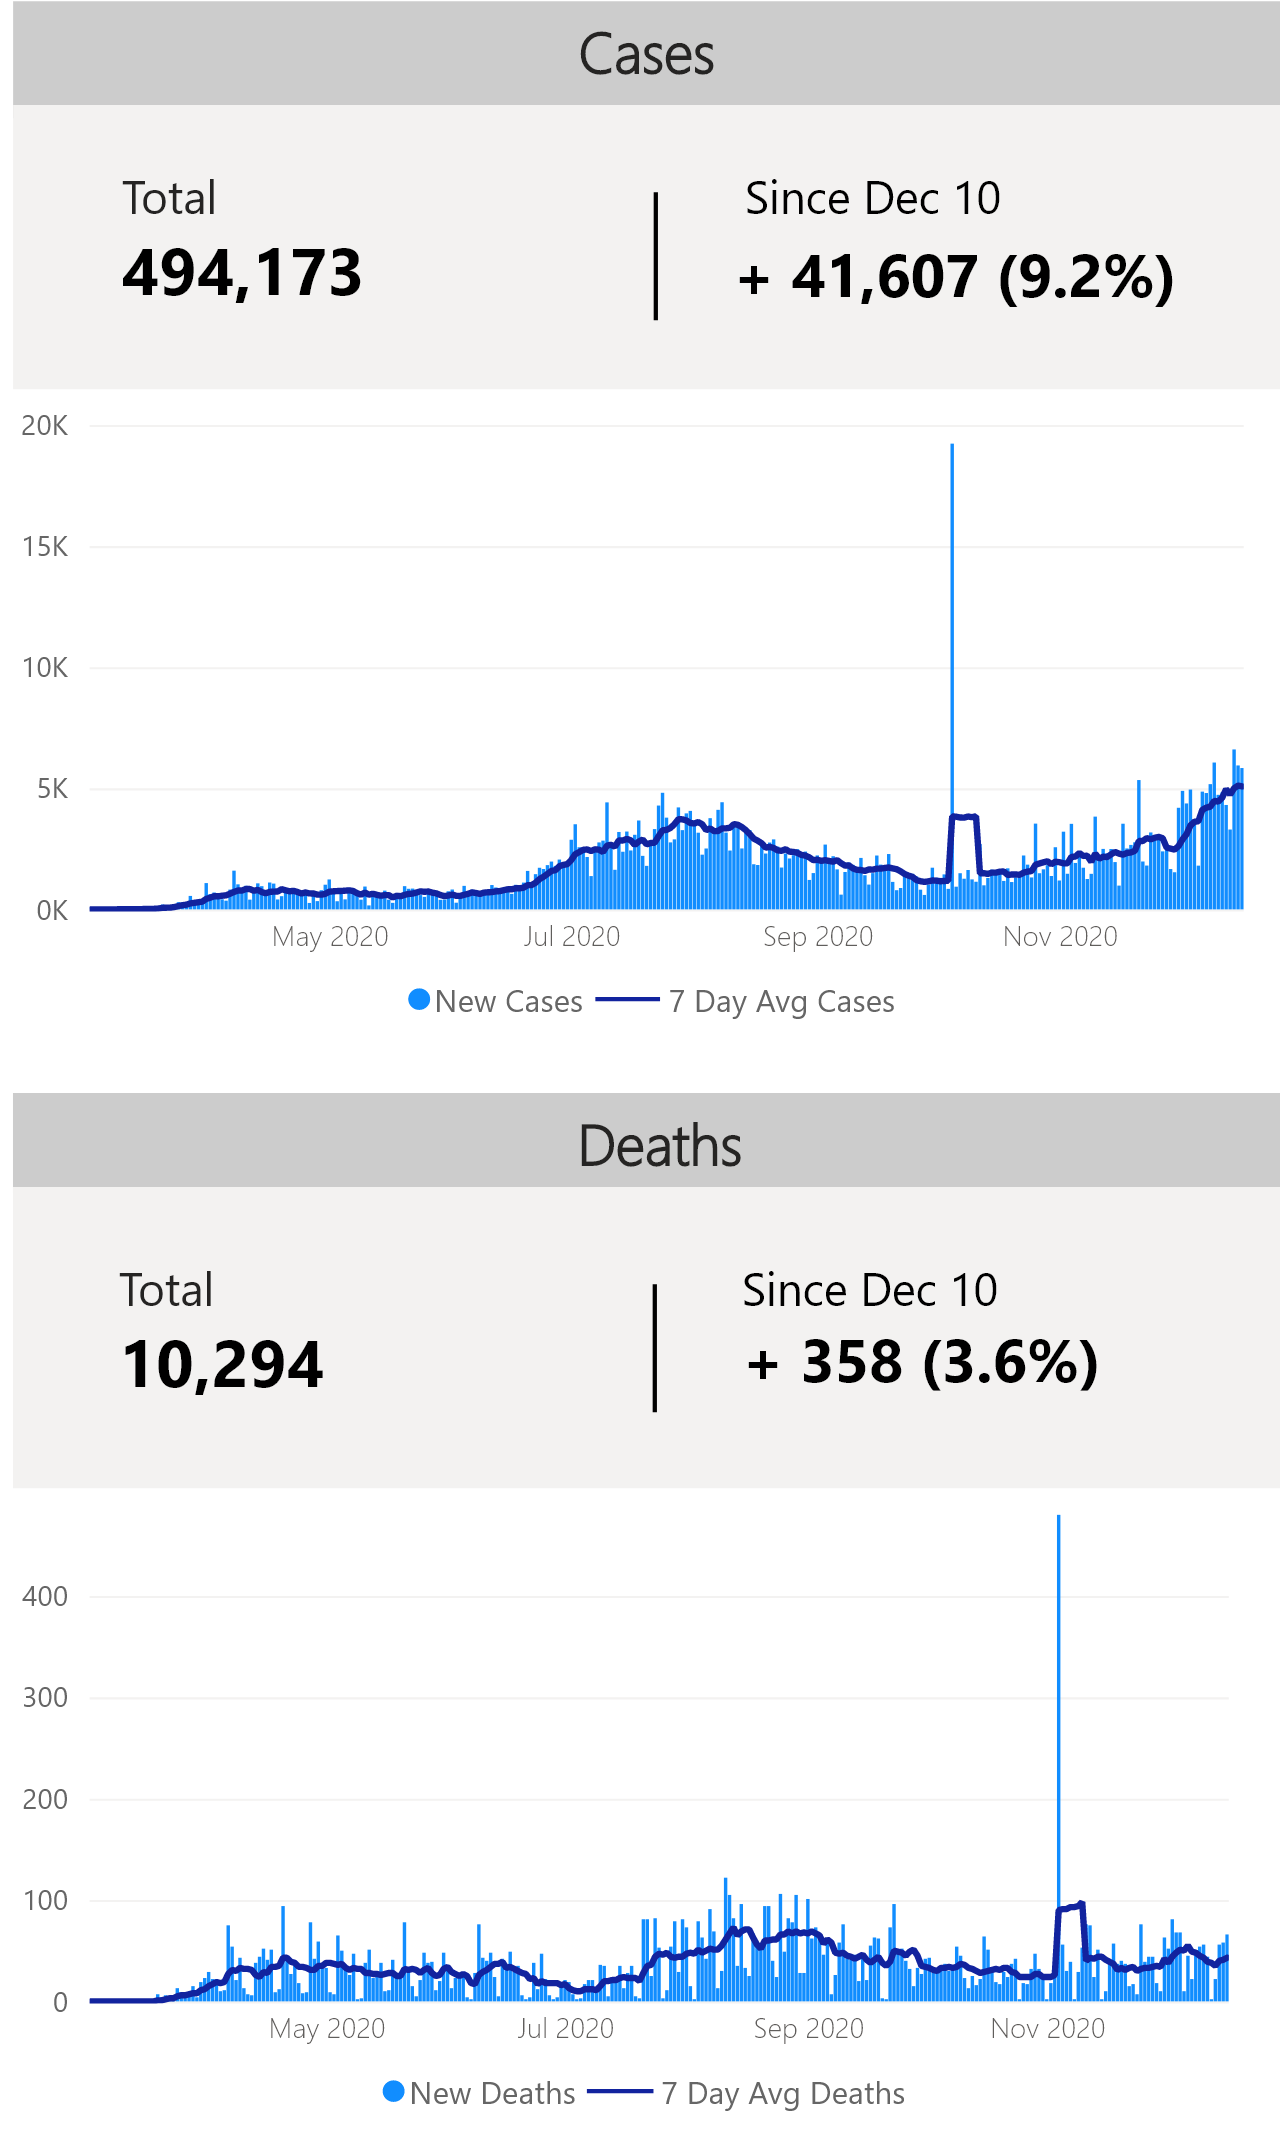 Cases
Total
Since Dec 10
494,173
+ 41,607 (9.2%)
20K
15K
10K
5K
0K
May 2020
Jul 2020
Sep 2020
Nov 2020
New Cases
7 Day Avg Cases
Deaths
Total
Since Dec 10
10,294
+ 358 (3.6%)
400
300
200
100
0
May 2020
Jul 2020
Sep 2020
Nov 2020
New Deaths
7 Day Avg Deaths